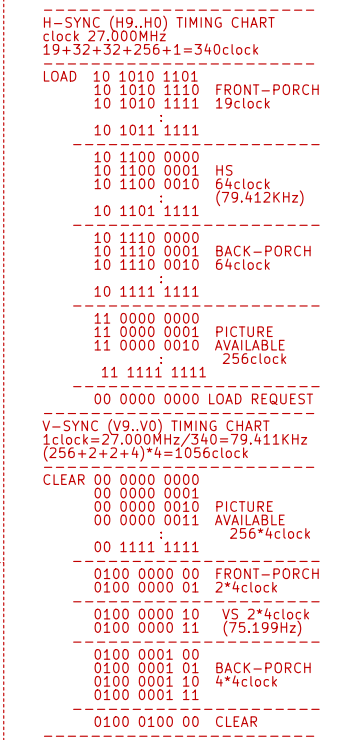 H-SYNC (H9..H0) TIMING CHART
clock 27.000MHz
19+32+32+256+1=340clock
LOAD 10 1010 1101
10 1010 1110 FRONT-PORCH
10 1010 1111 19clock
:
10 1011 1111
10 1100 0000
10 1100 0001 HS
10 1100 0010 64clock
: (79.412KHz)
10 1101 1111
10 1110 0000
10 1110 0001 BACK-PORCH
10 1110 0010 64clock
:
10 1111 1111
11 0000 0000
11 0000 0001 PICTURE
11 0000 0010 AVAILABLE
: 256clock
11 1111 1111
00 0000 0000 LOAD REQUEST
V-SYNC (V9..V0) TIMING CHART
1clock=27.000MHz/340=79.411KHz
(256+2+2+4)*4=1056clock
CLEAR 00 0000 0000
00 0000 0001
00 0000 0010 PICTURE
00 0000 0011 AVAILABLE
: 256*4clock
00 1111 1111
0100 0000 00 FRONT-PORCH
0100 0000 01 2*4clock
0100 0000 10 VS 2*4clock
0100 0000 11 (75.199Hz)
0100 0001 00
0100 0001 01 BACK-PORCH
0100 0001 10 4*4clock
0100 0001 11
0100 0100 00 CLEAR